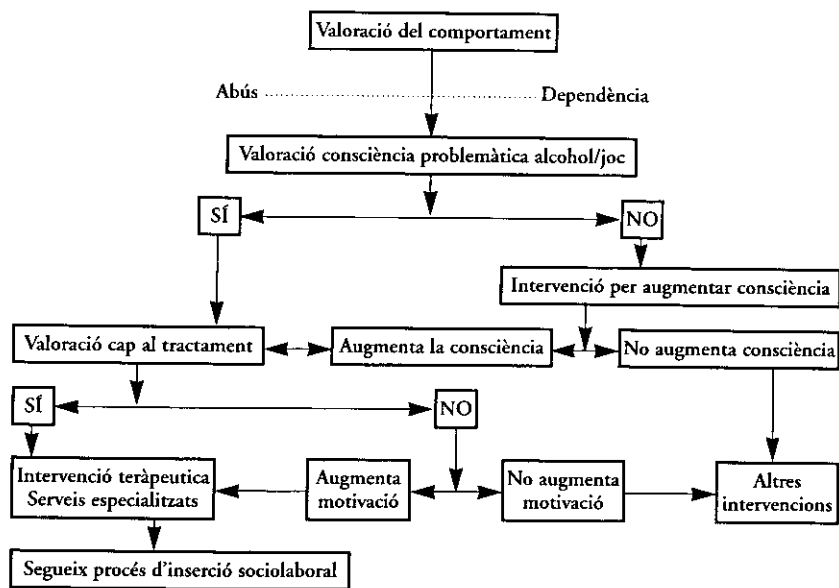 Valoració del comportament
Abús ........................................................ Dependència
Valoració consciència problemàtica alcohol/joc
SÍ
NO
Intervenció per augmentar consciència
Valoració cap al tractament
Augmenta la consciència
No augmenta consciència
SÍ
NO
Intervenció teràpeutica
Serveis especialitzats
Augmenta
motivació
No augmenta
motivació
Altres
intervencions
Segueix procés d'inserció sociolaboral